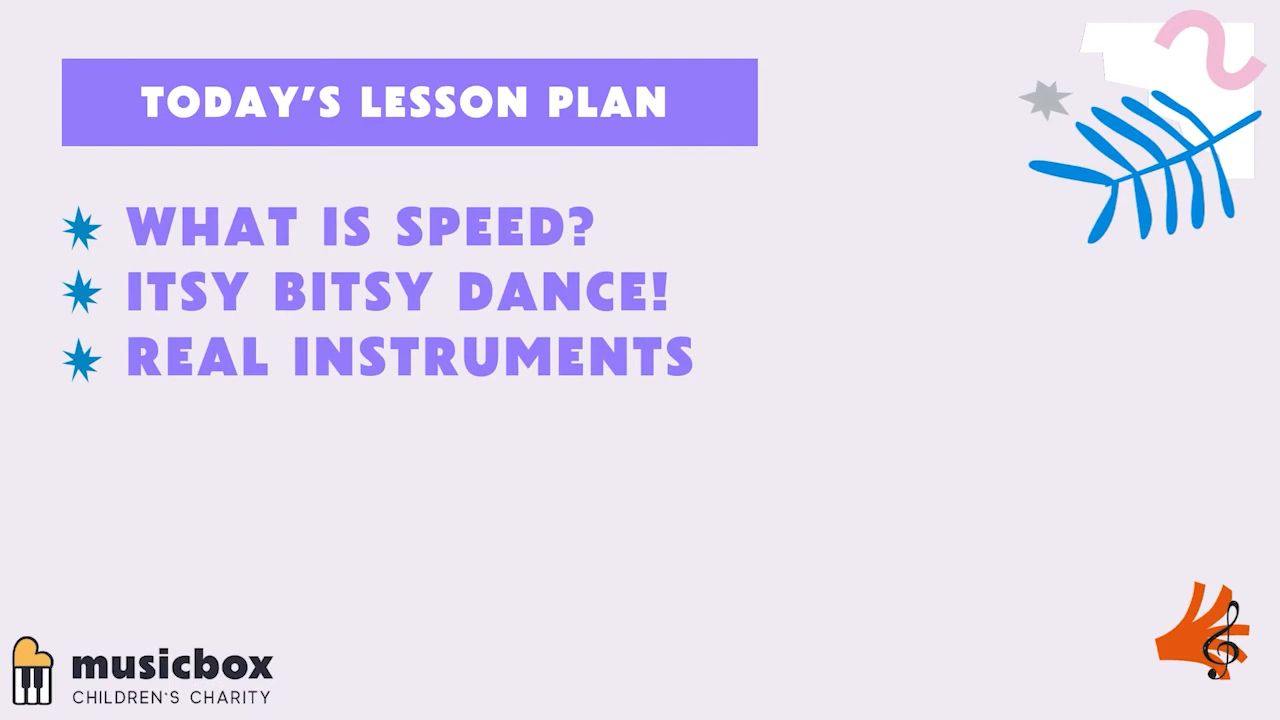 TODAY'S LESSON PLAN
WHAT IS SPEED?
ITSY BITSY DANCE!
REAL INSTRUMENTS
musicbox
CHILDREN'S CHARITY